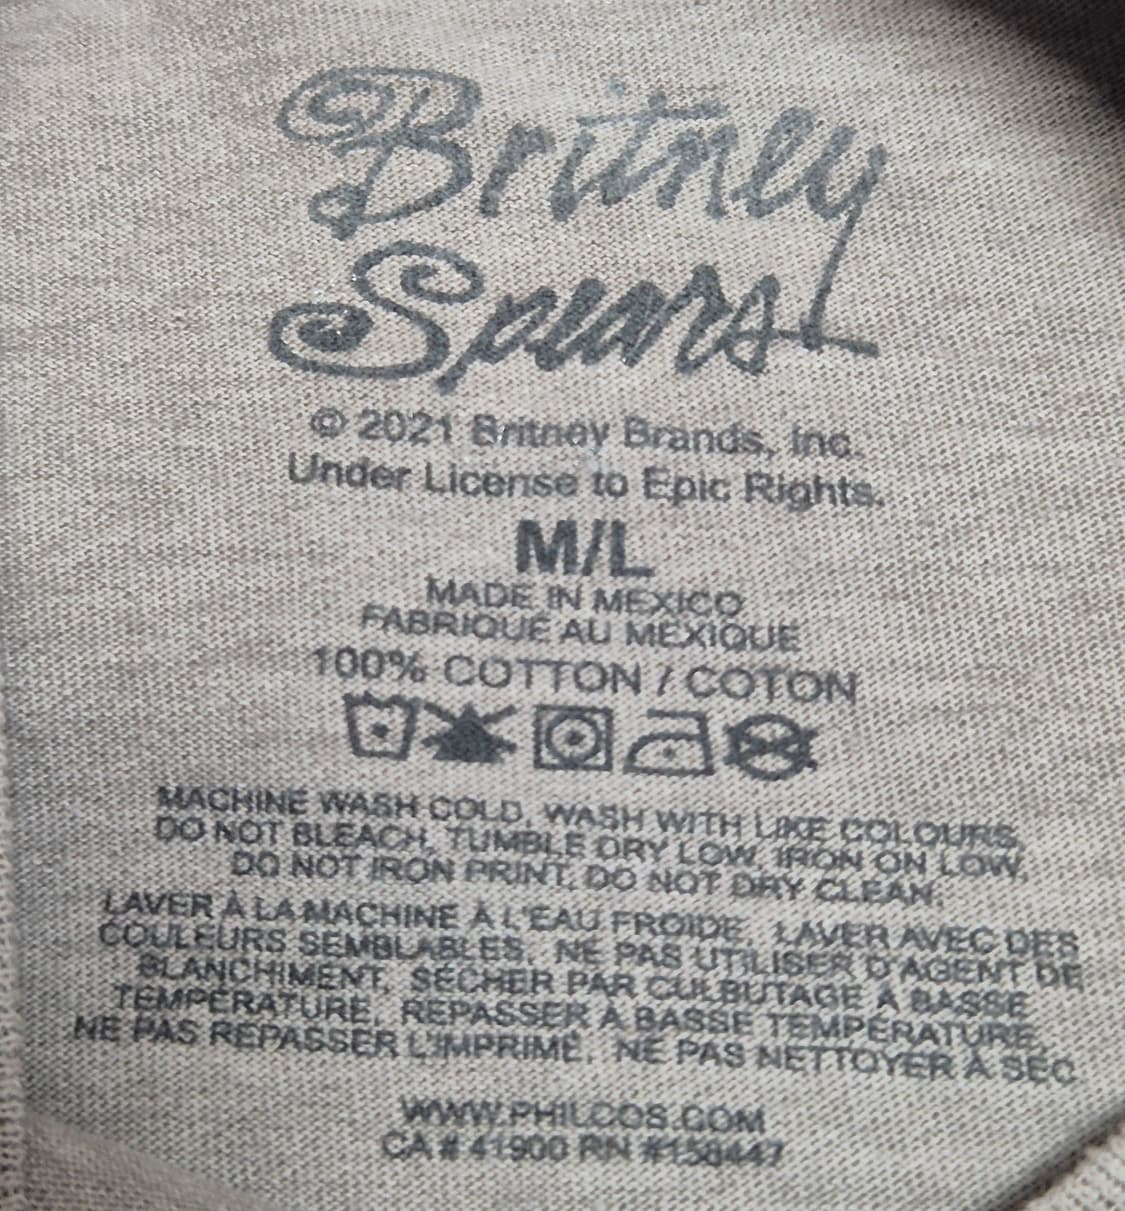 Britney
Spears
© 2021 Britney Brands, Inc.
Under License to Epic Rights.
M/L
MADE IN MEXICO
FABRIQUÉ AU MEXIQUE
100% COTTON / COTON
MACHINE WASH COLD, WASH WITH LIKE COLOURS,
DO NOT BLEACH, TUMBLE DRY LOW, IRON ON LOW,
DO NOT IRON PRINT, DO NOT DRY CLEAN.
LAVER À LA MACHINE À L'EAU FROIDE, LAVER AVEC DES
COULEURS SEMBLABLES, NE PAS UTILISER D'AGENT DE
BLANCHIMENT, SÉCHER PAR CULBUTAGE À BASSE
TEMPÉRATURE, REPASSER À BASSE TEMPÉRATURE,
NE PAS REPASSER L'IMPRIMÉ, NE PAS NETTOYER À SEC.
WWW.PHILCOS.COM
CA # 41900 RN #158447